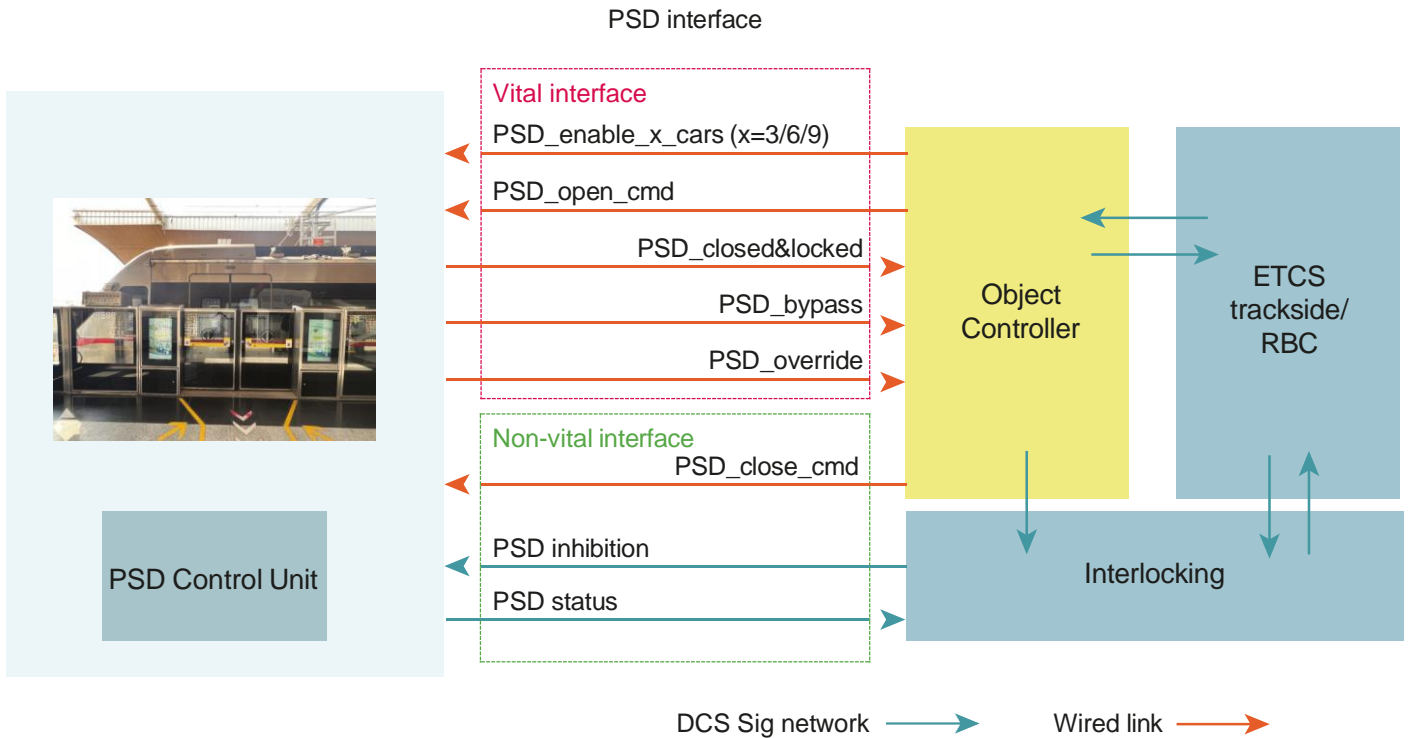 PSD interface
Vital interface
PSD_enable_x_cars (x=3/6/9)
PSD_open_cmd
PSD_closed&locked
PSD_bypass
PSD_override
Non-vital interface
PSD_close_cmd
PSD inhibition
PSD status
PSD Control Unit
Object
Controller
ETCS
trackside/
RBC
Interlocking
DCS Sig network
Wired link